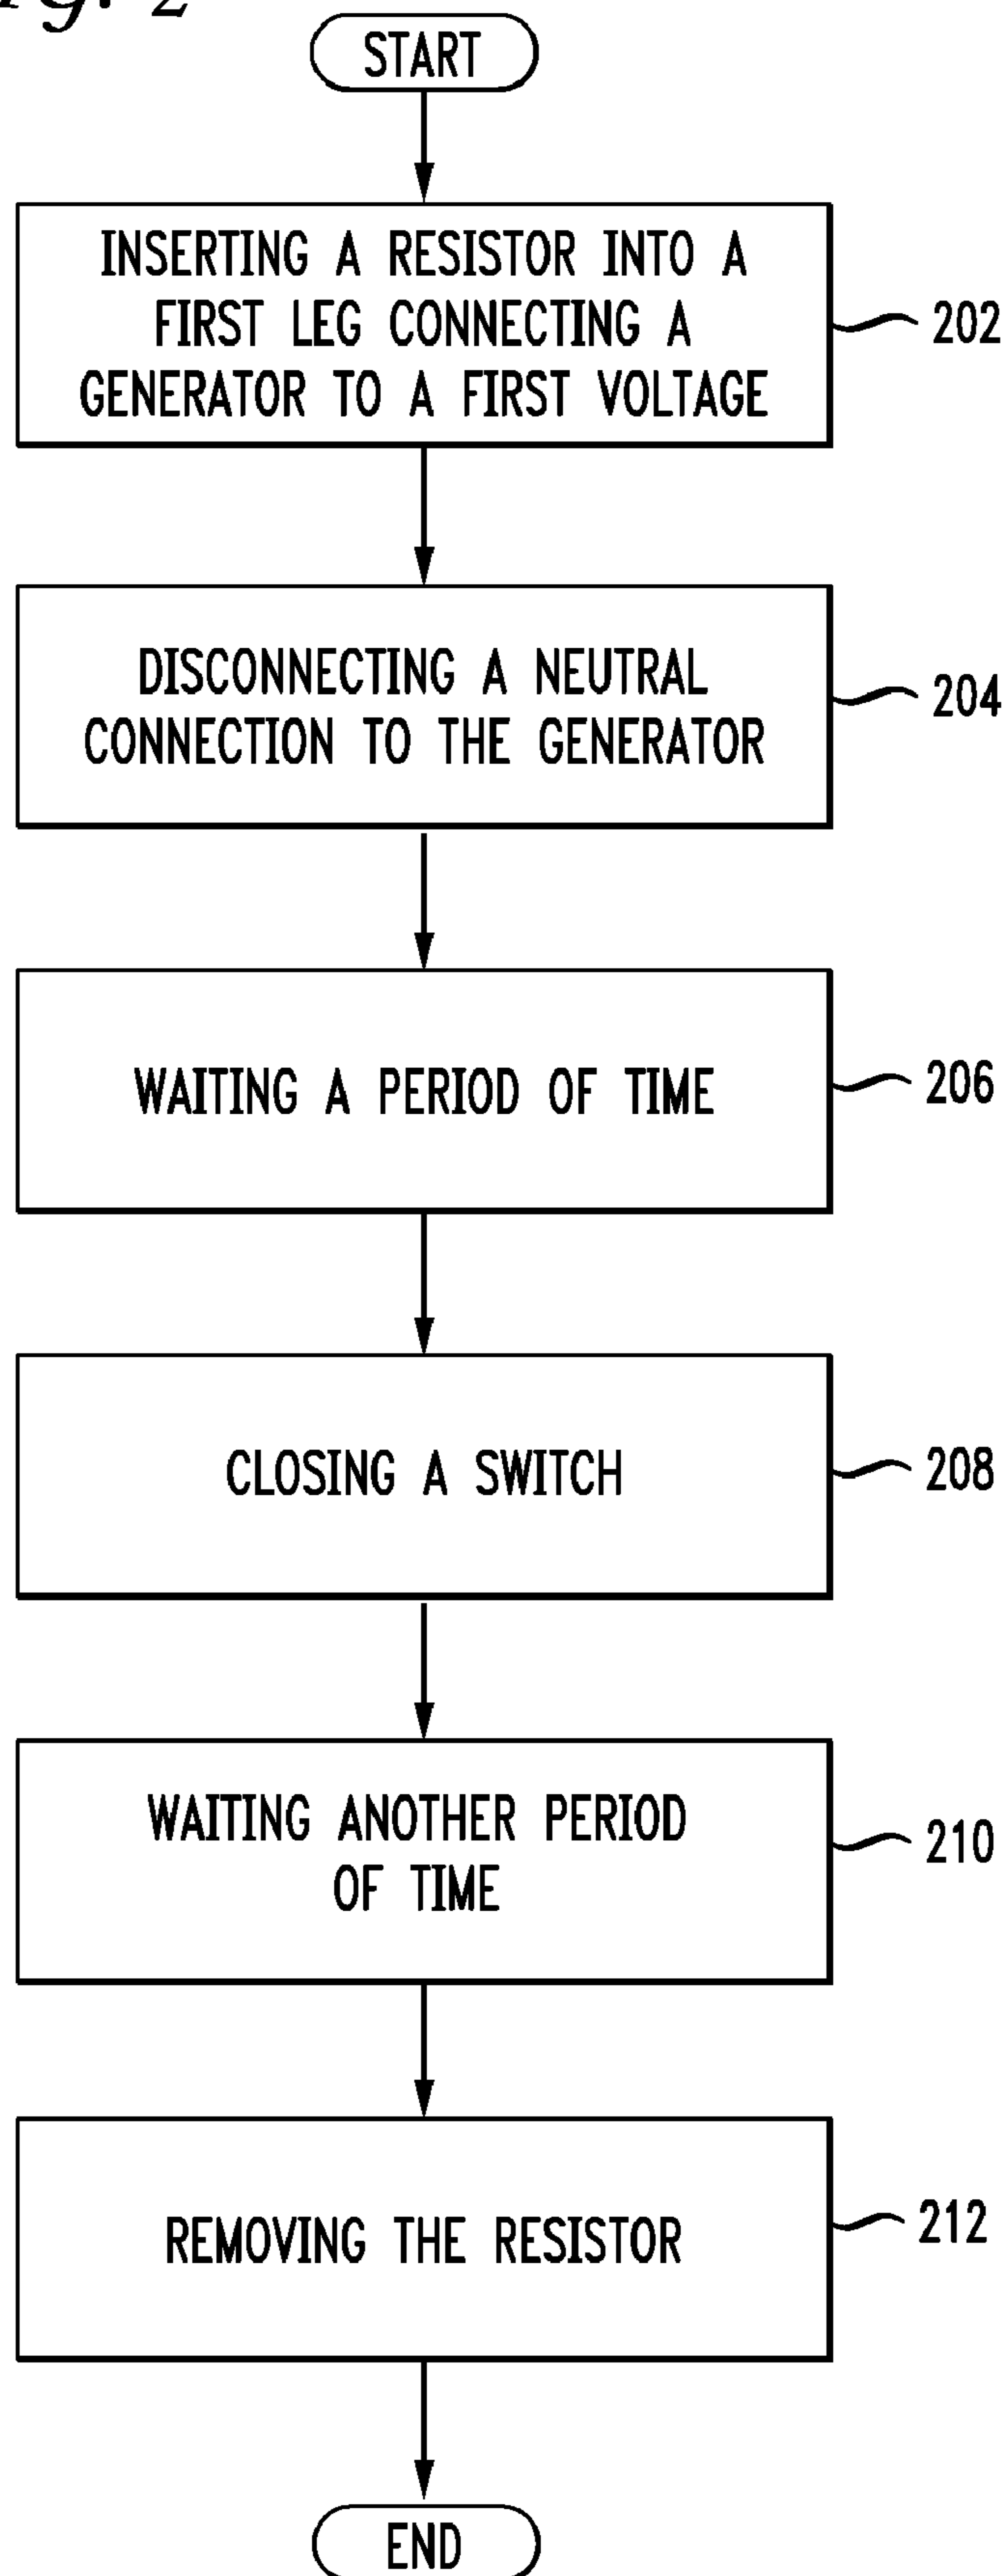 2
START
INSERTING A RESISTOR INTO A
FIRST LEG CONNECTING A
GENERATOR TO A FIRST VOLTAGE
202
DISCONNECTING A NEUTRAL
CONNECTION TO THE GENERATOR
204
WAITING A PERIOD OF TIME
206
CLOSING A SWITCH
208
WAITING ANOTHER PERIOD
OF TIME
210
REMOVING THE RESISTOR
212
END